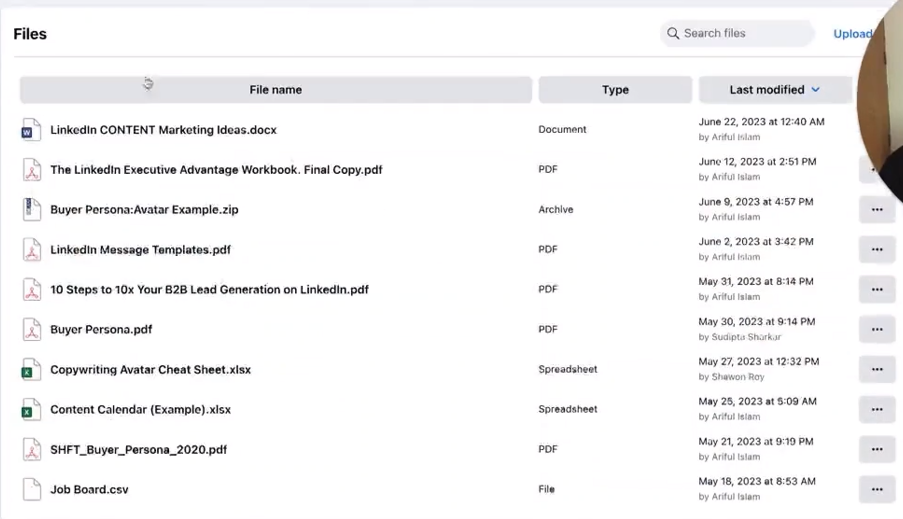 Files
Search files
Upload
File name
Type
Last modified
LinkedIn CONTENT Marketing Ideas.docx
Document
June 22, 2023 at 12:40 AM
by Ariful Islam
The LinkedIn Executive Advantage Workbook. Final Copy.pdf
PDF
June 12, 2023 at 2:51 PM
by Ariful Islam
Buyer Persona:Avatar Example.zip
Archive
June 9, 2023 at 4:57 PM
by Ariful Islam
LinkedIn Message Templates.pdf
PDF
June 2, 2023 at 3:42 PM
by Ariful Islam
10 Steps to 10x Your B2B Lead Generation on LinkedIn.pdf
PDF
May 31, 2023 at 8:14 PM
by Ariful Islam
Buyer Persona.pdf
PDF
May 30, 2023 at 9:14 PM
by Sudipta Sharkar
Copywriting Avatar Cheat Sheet.xlsx
Spreadsheet
May 27, 2023 at 12:32 PM
by Shawon Roy
Content Calendar (Example).xlsx
Spreadsheet
May 25, 2023 at 5:09 AM
by Ariful Islam
SHFT_Buyer_Persona_2020.pdf
PDF
May 21, 2023 at 9:19 PM
by Ariful Islam
Job Board.csv
File
May 18, 2023 at 8:53 AM
by Ariful Islam